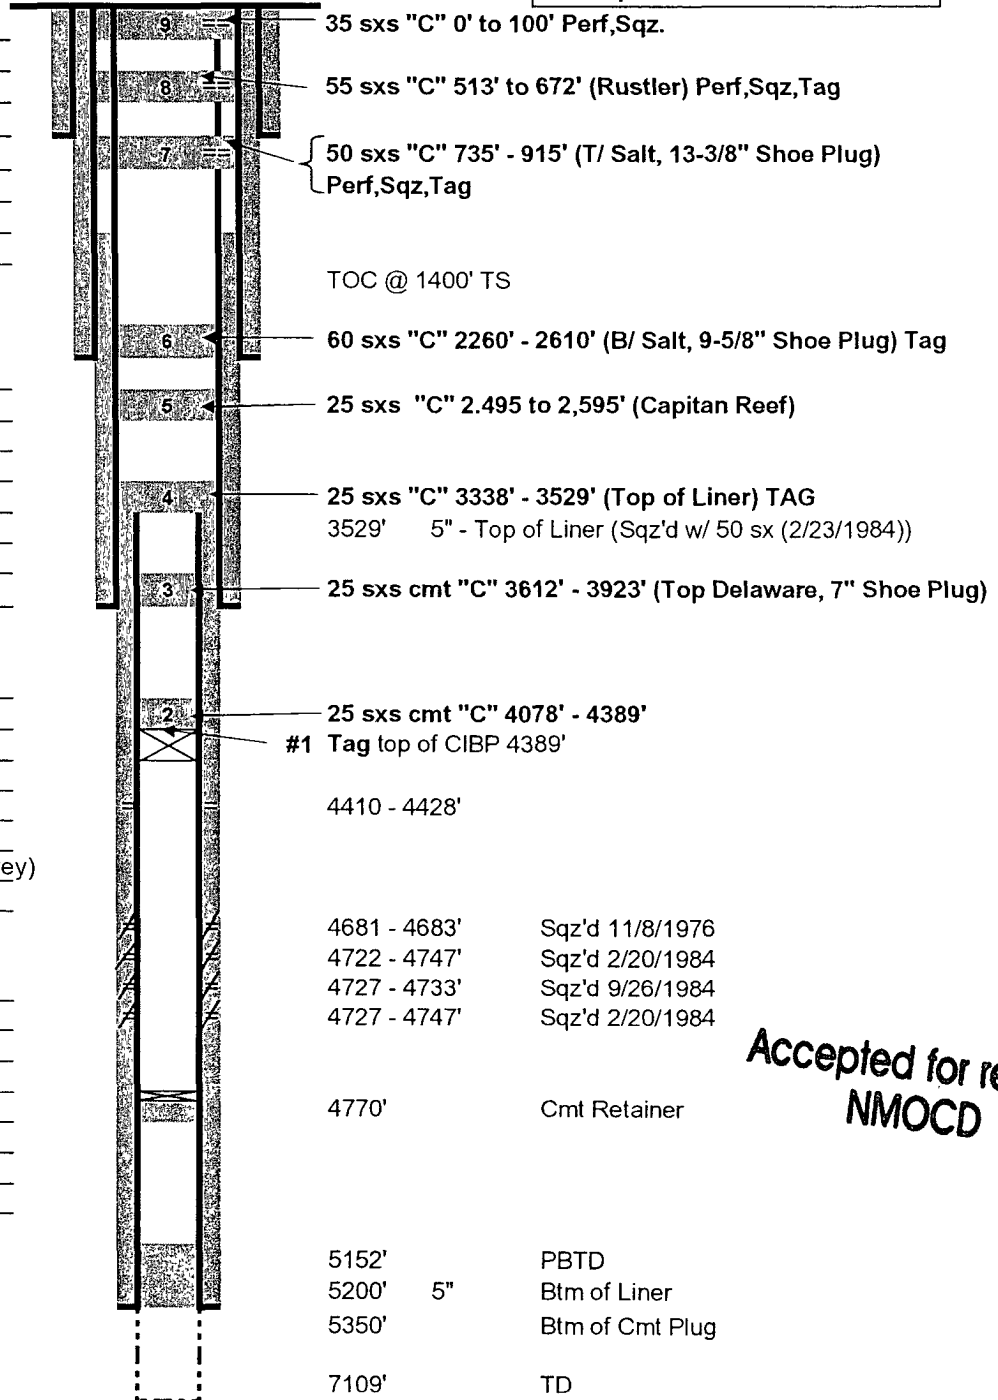 9 == 35 sxs "C" 0' to 100' Perf,Sqz.
8 == 55 sxs "C" 513' to 672' (Rustler) Perf,Sqz,Tag
7 == 50 sxs "C" 735' - 915' (T/ Salt, 13-3/8" Shoe Plug)
Perf,Sqz,Tag
TOC @ 1400' TS
6 60 sxs "C" 2260' - 2610' (B/ Salt, 9-5/8" Shoe Plug) Tag
5 25 sxs "C" 2.495 to 2,595' (Capitan Reef)
4 25 sxs "C" 3338' - 3529' (Top of Liner) TAG
3529' 5" - Top of Liner (Sqz'd w/ 50 sx (2/23/1984))
3 25 sxs cmt "C" 3612' - 3923' (Top Delaware, 7" Shoe Plug)
2 25 sxs cmt "C" 4078' - 4389'
#1 Tag top of CIBP 4389'
4410 - 4428'
ey)
4681 - 4683' Sqz'd 11/8/1976
4722 - 4747' Sqz'd 2/20/1984
4727 - 4733' Sqz'd 9/26/1984
4727 - 4747' Sqz'd 2/20/1984
Accepted for re
NMOCD
4770' Cmt Retainer
5152' PBTD
5200' 5" Btm of Liner
5350' Btm of Cmt Plug
7109' TD